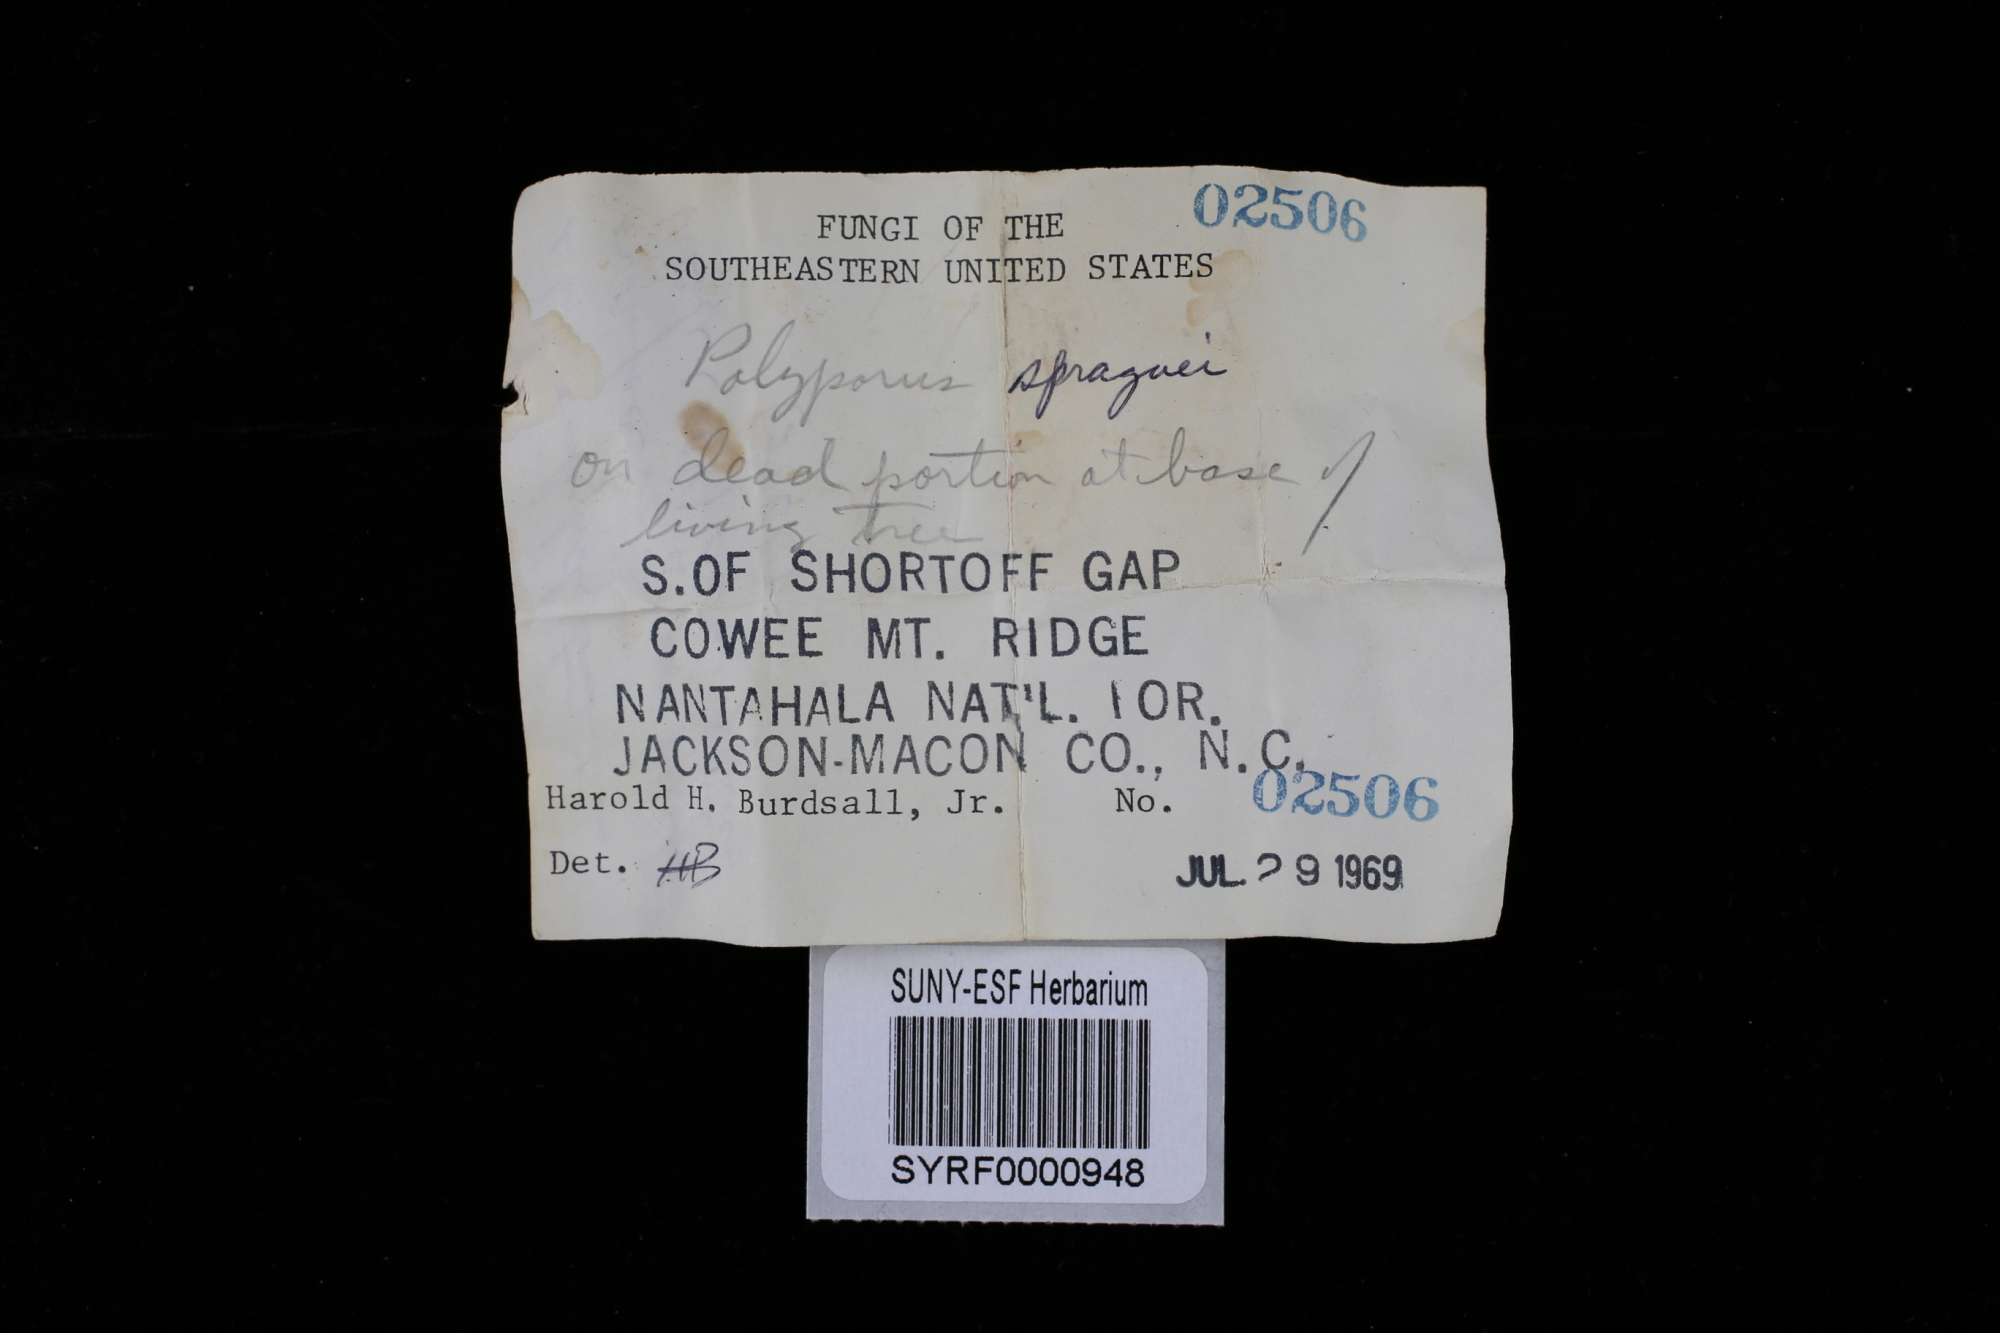 02506
FUNGI OF THE
SOUTHEASTERN UNITED STATES
Polyporus spraguei
on dead portion at base of
living tree
S. OF SHORTOFF GAP
COWEE MT. RIDGE
NANTAHALA NAT'L. FOR.
JACKSON-MACON CO., N.C.
Harold H. Burdsall, Jr. No. 02506
Det. HHB JUL 29 1969
SUNY-ESF Herbarium
SYRF0000948